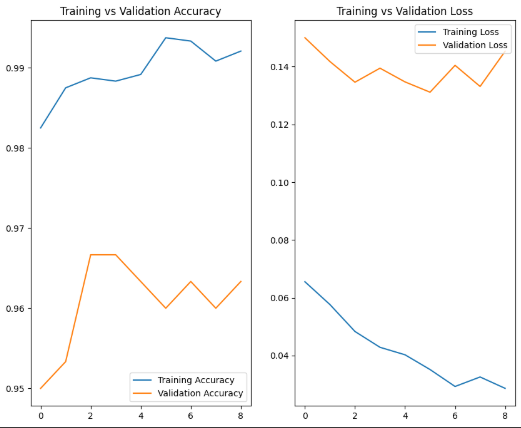 Training vs Validation Accuracy
0.99
0.98
0.97
0.96
0.95
0 2 4 6 8
Training Accuracy
Validation Accuracy
Training vs Validation Loss
Training Loss
Validation Loss
0.14
0.12
0.10
0.08
0.06
0.04
0 2 4 6 8